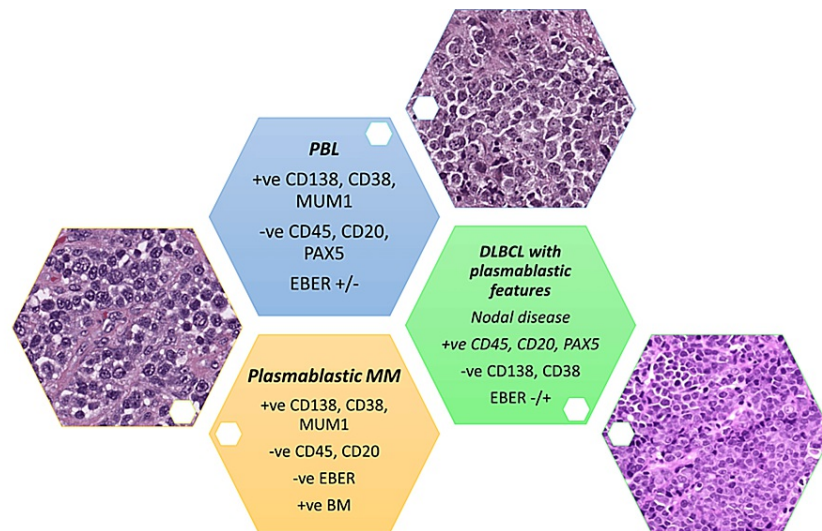 PBL
+ve CD138, CD38,
MUM1
-ve CD45, CD20,
PAX5
EBER +/-
DLBCL with
plasmablastic
features
Nodal disease
+ve CD45, CD20, PAX5
-ve CD138, CD38
EBER -/+
Plasmablastic MM
+ve CD138, CD38,
MUM1
-ve CD45, CD20
-ve EBER
+ve BM